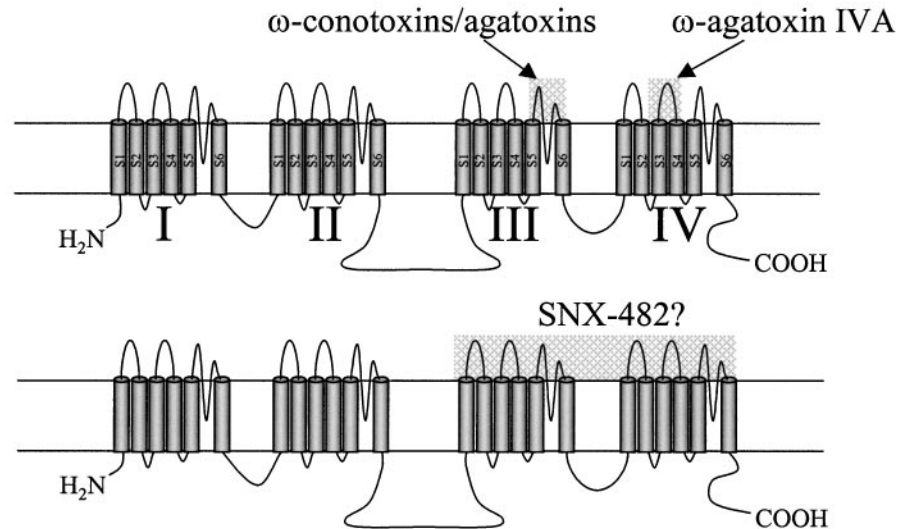 ω-conotoxins/agatoxins
ω-agatoxin IVA
S1 S2 S3 S4 S5 S6
S1 S2 S3 S4 S5 S6
S1 S2 S3 S4 S5 S6
S1 S2 S3 S4 S5 S6
H₂N
I
II
III
IV
COOH
SNX-482?
H₂N
COOH